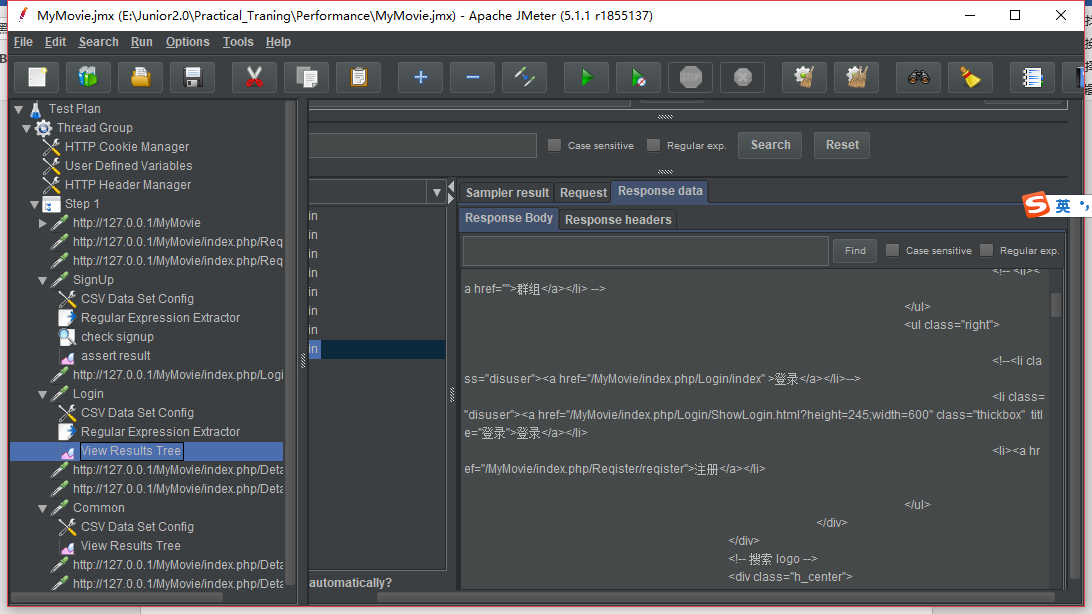 MyMovie.jmx (E:\Junior2.0\Practical_Traning\Performance\MyMovie.jmx) - Apache JMeter (5.1.1 r1855137)
File Edit Search Run Options Tools Help
STOP
Test Plan
Thread Group
HTTP Cookie Manager
User Defined Variables
HTTP Header Manager
Step 1
http://127.0.0.1/MyMovie
http://127.0.0.1/MyMovie/index.php/Req
http://127.0.0.1/MyMovie/index.php/Req
SignUp
CSV Data Set Config
Regular Expression Extractor
check signup
assert result
http://127.0.0.1/MyMovie/index.php/Logi
Login
CSV Data Set Config
Regular Expression Extractor
View Results Tree
http://127.0.0.1/MyMovie/index.php/Deta
http://127.0.0.1/MyMovie/index.php/Deta
Common
CSV Data Set Config
View Results Tree
http://127.0.0.1/MyMovie/index.php/Deta
http://127.0.0.1/MyMovie/index.php/Deta
Case sensitive Regular exp. Search Reset
in
in
in
in
in
in
in
in
automatically?
Sampler result Request Response data
Response Body Response headers
Find Case sensitive Regular exp.
<!-- <li><
a href="">群组</a></li> -->
</ul>
<ul class="right">
<!--<li cla
ss="disuser"><a href="/MyMovie/index.php/Login/index" >登录</a></li>-->
<li class=
"disuser"><a href="/MyMovie/index.php/Login/ShowLogin.html?height=245;width=600" class="thickbox" titl
e="登录">登录</a></li>
<li><a hr
ef="/MyMovie/index.php/Reqister/reqister">注册</a></li>
</ul>
</div>
</div>
<!-- 搜索 logo -->
<div class="h_center">
S 英